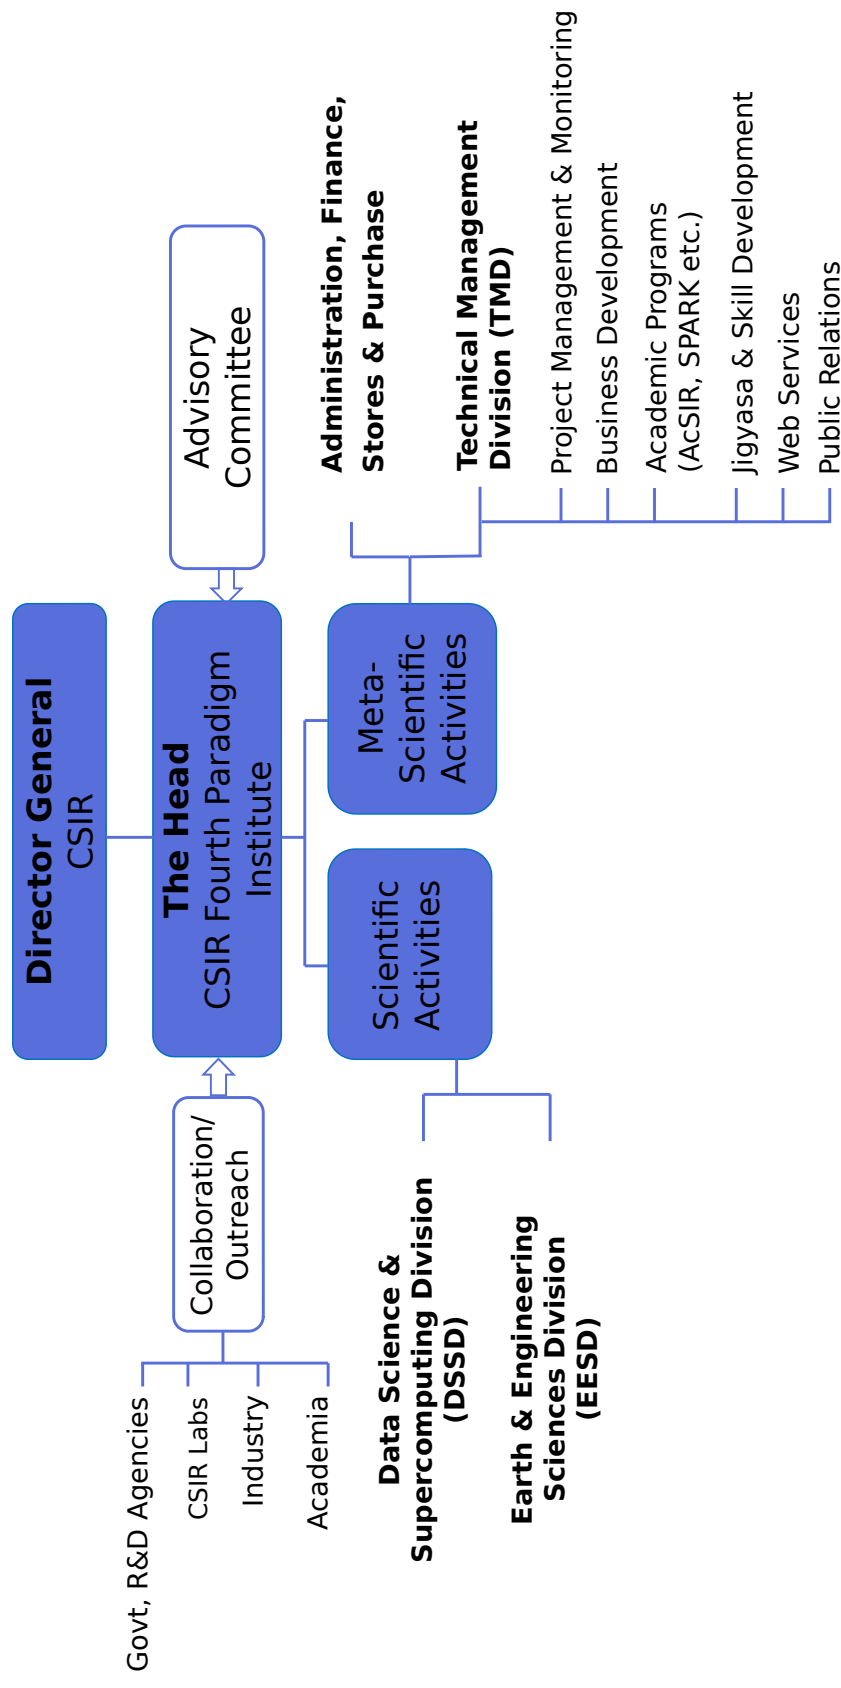 Director General
CSIR
The Head
CSIR Fourth Paradigm
Institute
Collaboration/
Outreach
Advisory
Committee
Govt, R&D Agencies
CSIR Labs
Industry
Academia
Scientific
Activities
Meta-
Scientific
Activities
Data Science &
Supercomputing Division
(DSSD)
Earth & Engineering
Sciences Division
(EESD)
Administration, Finance,
Stores & Purchase
Technical Management
Division (TMD)
Project Management & Monitoring
Business Development
Academic Programs
(AcSIR, SPARK etc.)
Jigyasa & Skill Development
Web Services
Public Relations